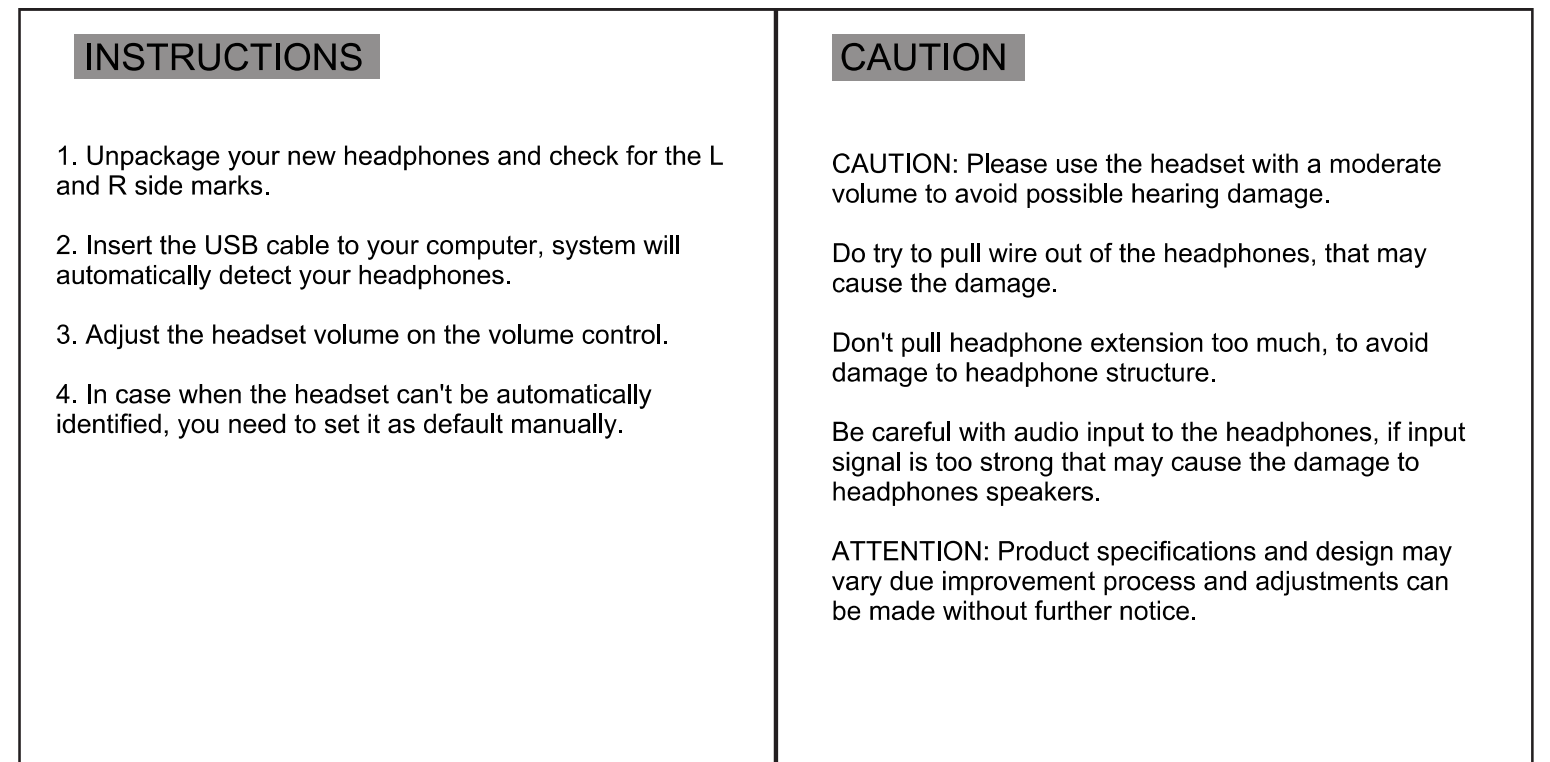 INSTRUCTIONS
1. Unpackage your new headphones and check for the L
and R side marks.
2. Insert the USB cable to your computer, system will
automatically detect your headphones.
3. Adjust the headset volume on the volume control.
4. In case when the headset can't be automatically
identified, you need to set it as default manually.
CAUTION
CAUTION: Please use the headset with a moderate
volume to avoid possible hearing damage.
Do try to pull wire out of the headphones, that may
cause the damage.
Don't pull headphone extension too much, to avoid
damage to headphone structure.
Be careful with audio input to the headphones, if input
signal is too strong that may cause the damage to
headphones speakers.
ATTENTION: Product specifications and design may
vary due improvement process and adjustments can
be made without further notice.